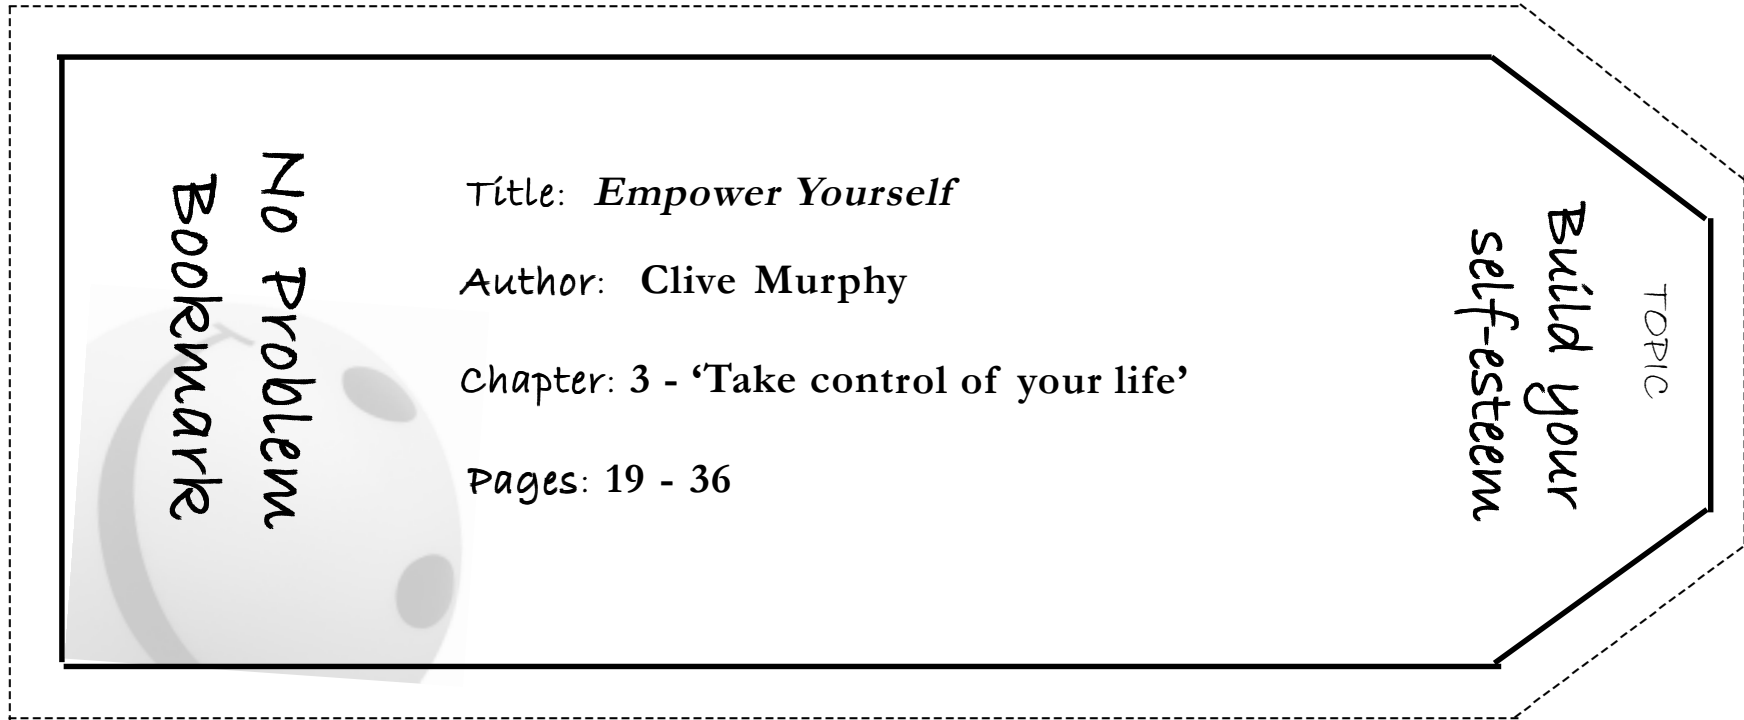 No Problem
Bookmark
Title: Empower Yourself
Author: Clive Murphy
Chapter: 3 - ‘Take control of your life’
Pages: 19 - 36
TOPIC
Build your
self-esteem